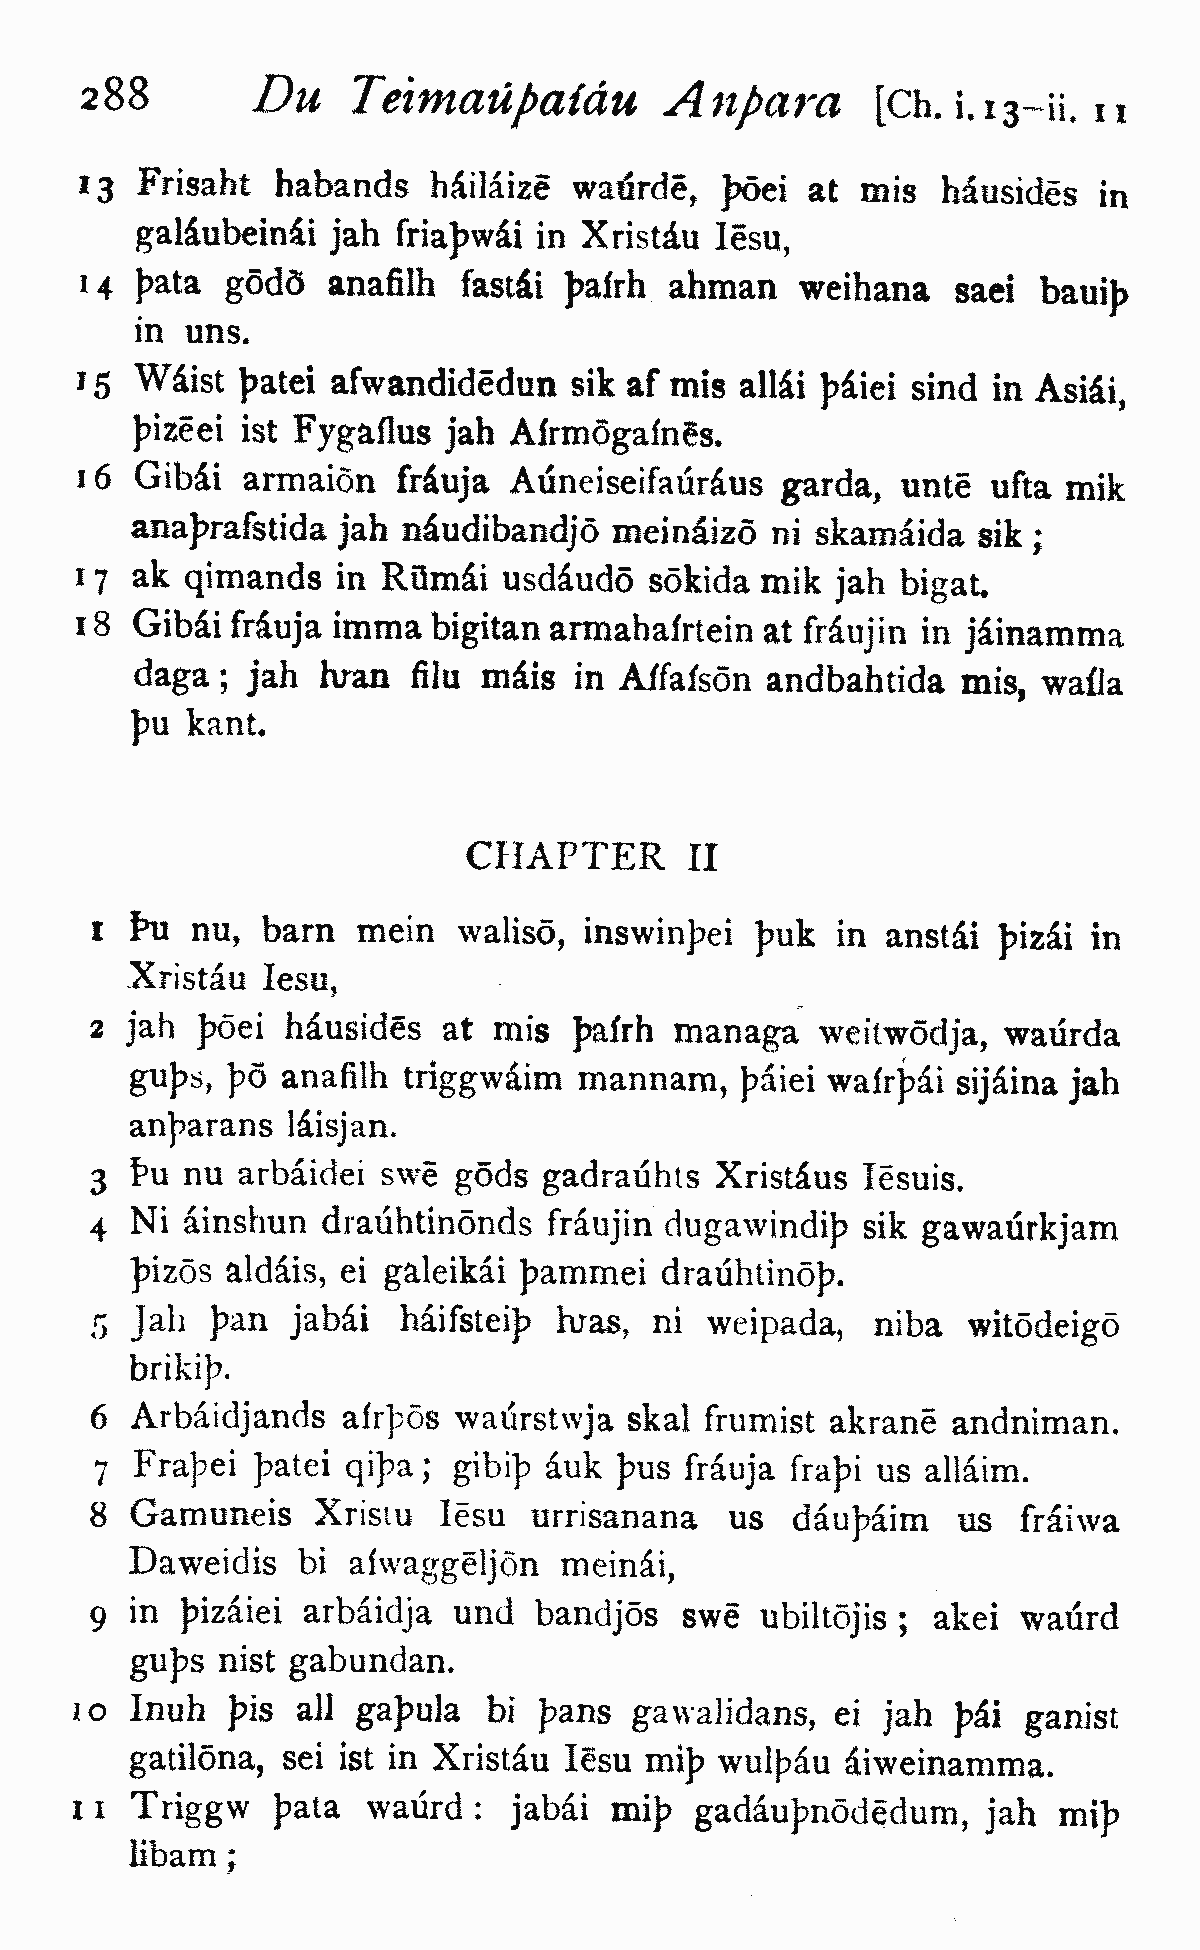 288 Du Teimaúþaíáu Anþara [Ch. i. 13–ii. 11
13 Frisaht habands háiláizē waúrdē, þōei at mis háusidēs in
galáubeinái jah friaþwái in Xristáu Iēsu,
14 þata gōdō anafilh fastái þaírh ahman weihana saei bauiþ
in uns.
15 Wáist þatei afwandidēdun sik af mis allái þáiei sind in Asiái,
þizēei ist Fygaílus jah Aírmōgaínēs.
16 Gibái armaiōn fráuja Aúneiseifaúráus garda, untē ufta mik
anaþrafstida jah náudibandjō meináizō ni skamáida sik ;
17 ak qimands in Rūmái usdáudō sōkida mik jah bigat.
18 Gibái fráuja imma bigitan armahaírtein at fráujin in jáinamma
daga ; jah ƕan filu máis in Aífaísōn andbahtida mis, waíla
þu kant.
CHAPTER II
1 Þu nu, barn mein walisō, inswinþei þuk in anstái þizái in
Xristáu Iesu,
2 jah þōei háusidēs at mis þaírh managa weitwōdja, waúrda
guþs, þō anafilh triggwáim mannam, þáiei waírþái sijáina jah
anþarans láisjan.
3 Þu nu arbáidei swē gōds gadraúhts Xristáus Iēsuis.
4 Ni áinshun draúhtinōnds fráujin dugawindiþ sik gawaúrkjam
þizōs aldáis, ei galeikái þammei draúhtinōþ.
5 Jah þan jabái háifsteiþ ƕas, ni weipada, niba witōdeigō
brikiþ.
6 Arbáidjands aírþōs waúrstwja skal frumist akranē andniman.
7 Fraþei þatei qiþa ; gibiþ áuk þus fráuja fraþi us alláim.
8 Gamuneis Xristu Iēsu urrisanana us dáuþáim us fráiwa
Daweidis bi aíwaggēljōn meinái,
9 in þizáiei arbáidja und bandjōs swē ubiltōjis ; akei waúrd
guþs nist gabundan.
10 Inuh þis all gaþula bi þans gawalidans, ei jah þái ganist
gatilōna, sei ist in Xristáu Iēsu miþ wulþáu áiweinamma.
11 Triggw þata waúrd : jabái miþ gadáuþnōdēdum, jah miþ
libam ;